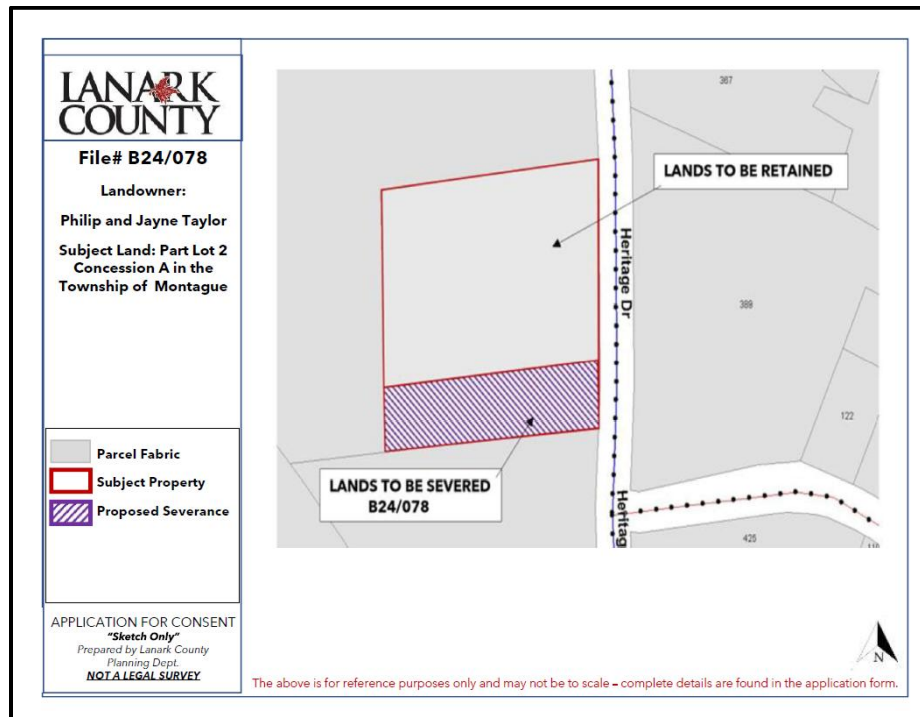 LANARK
COUNTY
File# B24/078
Landowner:
Philip and Jayne Taylor
Subject Land: Part Lot 2
Concession A in the
Township of Montague
Parcel Fabric
Subject Property
Proposed Severance
APPLICATION FOR CONSENT
"Sketch Only"
Prepared by Lanark County
Planning Dept.
NOT A LEGAL SURVEY
367
LANDS TO BE RETAINED
Heritage Dr
389
122
LANDS TO BE SEVERED
B24/078
Heritag
425
N
The above is for reference purposes only and may not be to scale – complete details are found in the application form.